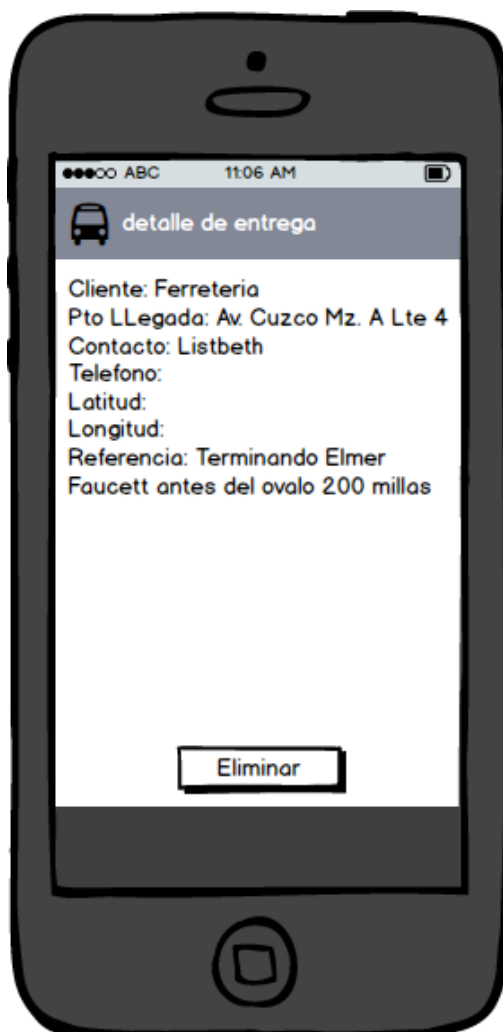 ABC 11:06 AM
detalle de entrega
Cliente: Ferreteria
Pto LLegada: Av. Cuzco Mz. A Lte 4
Contacto: Listbeth
Telefono:
Latitud:
Longitud:
Referencia: Terminando Elmer
Faucett antes del ovalo 200 millas
Eliminar